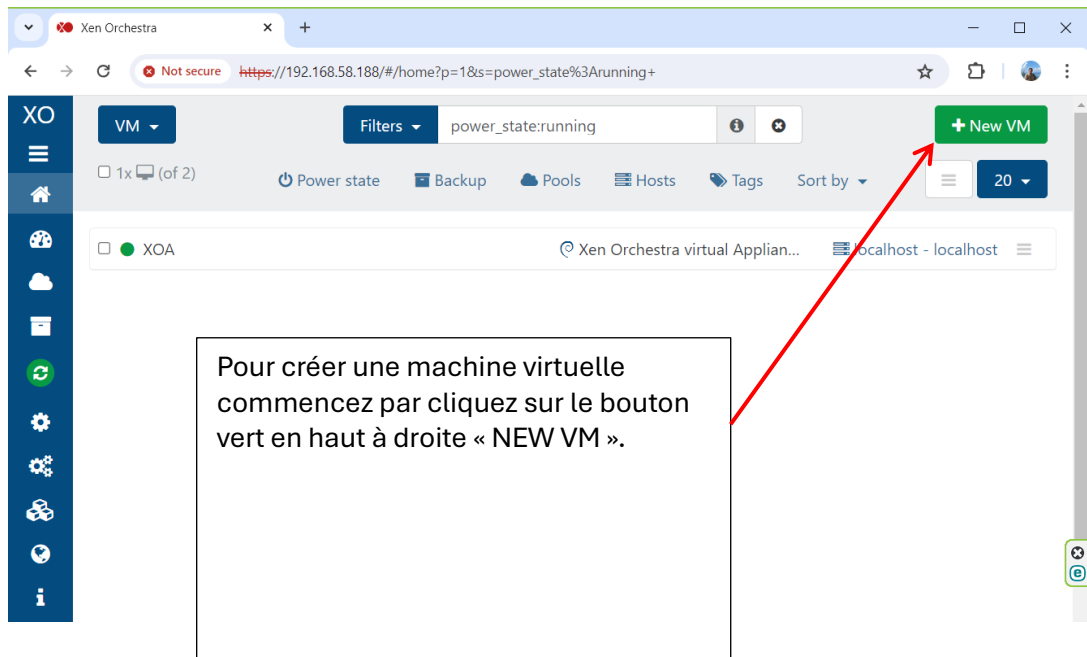 Xen Orchestra
Not secure https://192.168.58.188/#/home?p=1&s=power_state%3Arunning+
XO
VM
Filters power_state:running
New VM
1x (of 2)
Power state Backup Pools Hosts Tags Sort by 20
XOA Xen Orchestra virtual Applian... localhost - localhost
Pour créer une machine virtuelle
commencez par cliquez sur le bouton
vert en haut à droite « NEW VM ».